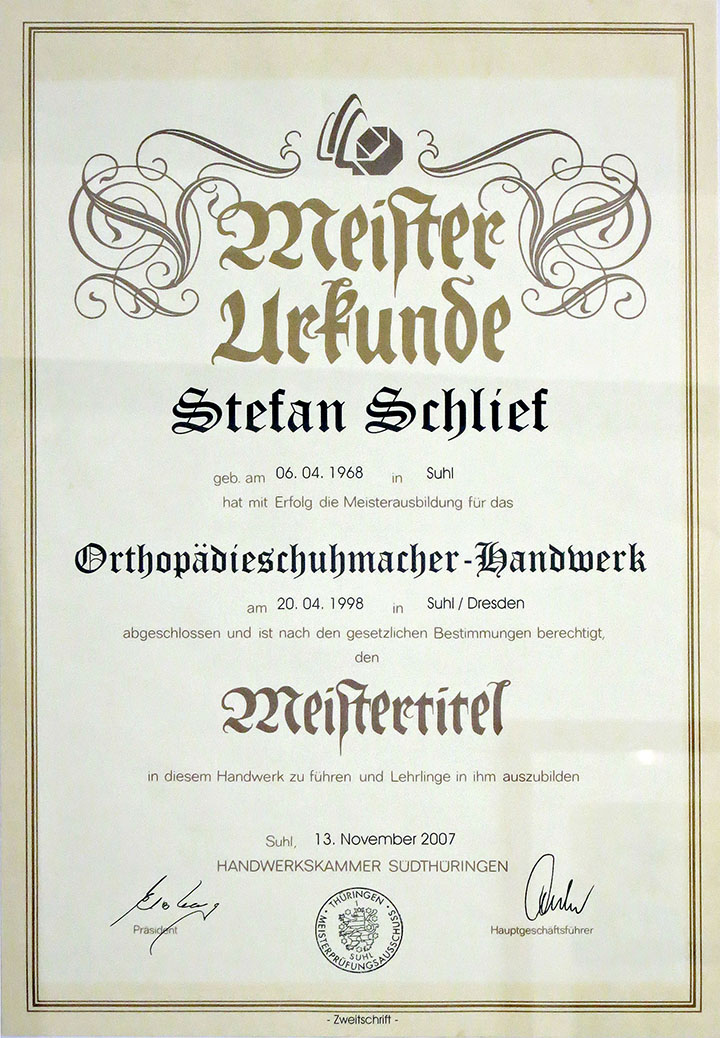 Meister
Urkunde
Stefan Schlief
geb. am 06. 04. 1968 in Suhl
hat mit Erfolg die Meisterausbildung für das
Orthopädieschuhmacher-Handwerk
am 20. 04. 1998 in Suhl / Dresden
abgeschlossen und ist nach den gesetzlichen Bestimmungen berechtigt,
den
Meistertitel
in diesem Handwerk zu führen und Lehrlinge in ihm auszubilden
Suhl, 13. November 2007
HANDWERKSKAMMER SÜDTHÜRINGEN
· THÜRINGEN ·
MEISTERPRÜFUNGSAUSSCHUSS
I
SUHL
Präsident
Hauptgeschäftsführer
- Zweitschrift -